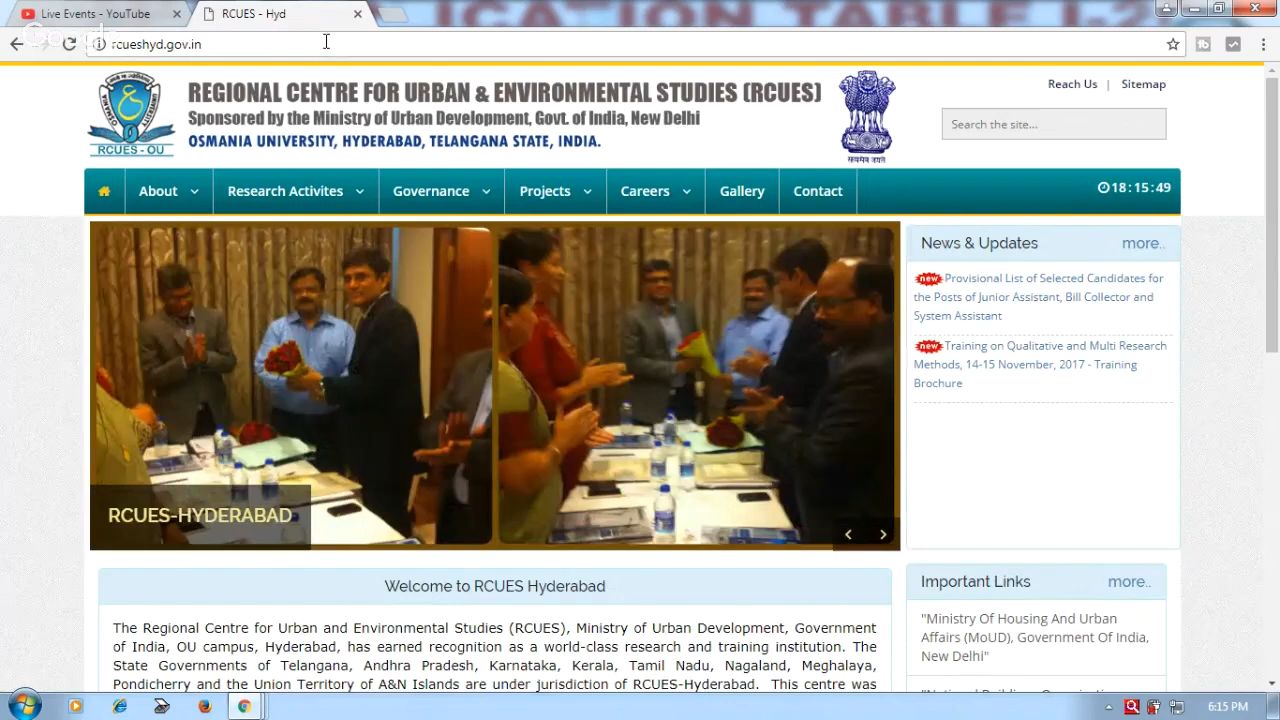 Live Events - YouTube
RCUES - Hyd
Google
rcueshyd.gov.in
REGIONAL CENTRE FOR URBAN & ENVIRONMENTAL STUDIES (RCUES)
Sponsored by the Ministry of Urban Development, Govt. of India, New Delhi
OSMANIA UNIVERSITY, HYDERABAD, TELANGANA STATE, INDIA.
RCUES - OU
सत्यमेव जयते
Reach Us | Sitemap
Search the site...
About
Research Activites
Governance
Projects
Careers
Gallery
Contact
18:15:49
RCUES-HYDERABAD
News & Updates
more..
new Provisional List of Selected Candidates for
the Posts of Junior Assistant, Bill Collector and
System Assistant
new Training on Qualitative and Multi Research
Methods, 14-15 November, 2017 - Training
Brochure
Welcome to RCUES Hyderabad
The Regional Centre for Urban and Environmental Studies (RCUES), Ministry of Urban Development, Government
of India, OU campus, Hyderabad, has earned recognition as a world-class research and training institution. The
State Governments of Telangana, Andhra Pradesh, Karnataka, Kerala, Tamil Nadu, Nagaland, Meghalaya,
Pondicherry and the Union Territory of A&N Islands are under jurisdiction of RCUES-Hyderabad. This centre was
Important Links
more..
"Ministry Of Housing And Urban
Affairs (MoUD), Government Of India,
New Delhi"
6:15 PM